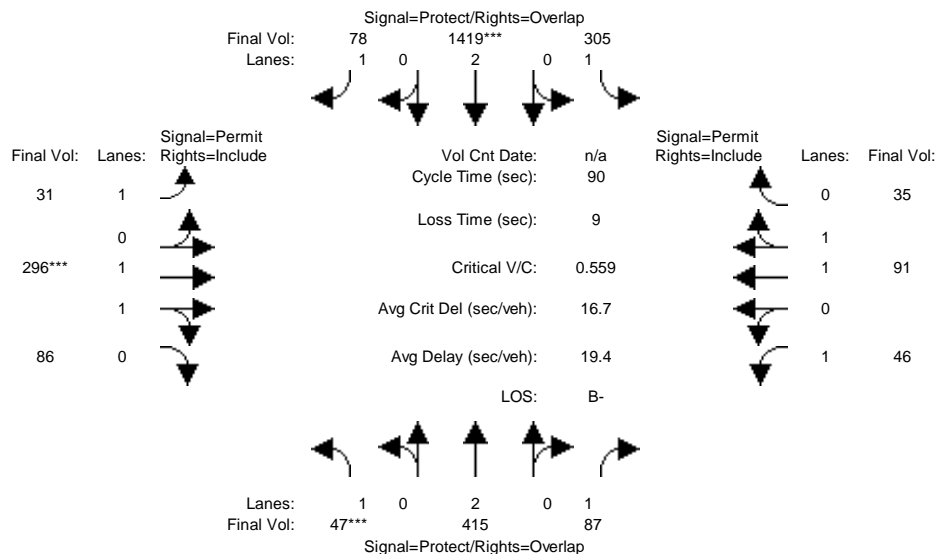 Signal=Protect/Rights=Overlap
Final Vol: 78 1419*** 305
Lanes: 1 0 2 0 1
Signal=Permit Signal=Permit
Final Vol: Lanes: Rights=Include Vol Cnt Date: n/a Rights=Include Lanes: Final Vol:
Cycle Time (sec): 90
31 1 0 35
Loss Time (sec): 9
0 1
296*** 1 Critical V/C: 0.559 1 91
1 Avg Crit Del (sec/veh): 16.7 0
86 0 Avg Delay (sec/veh): 19.4 1 46
LOS: B-
Lanes: 1 0 2 0 1
Final Vol: 47*** 415 87
Signal=Protect/Rights=Overlap